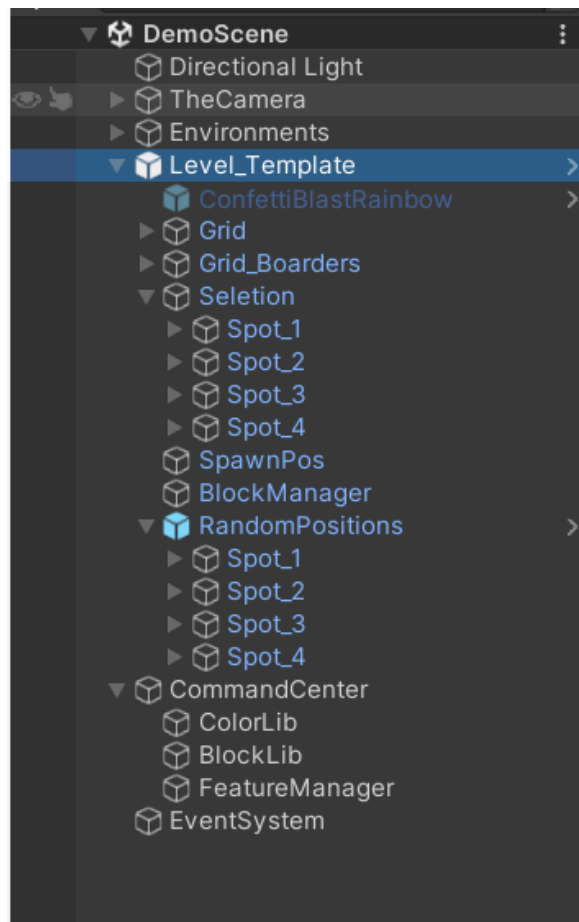 DemoScene
Directional Light
TheCamera
Environments
Level_Template
ConfettiBlastRainbow
Grid
Grid_Boarders
Seletion
Spot_1
Spot_2
Spot_3
Spot_4
SpawnPos
BlockManager
RandomPositions
Spot_1
Spot_2
Spot_3
Spot_4
CommandCenter
ColorLib
BlockLib
FeatureManager
EventSystem